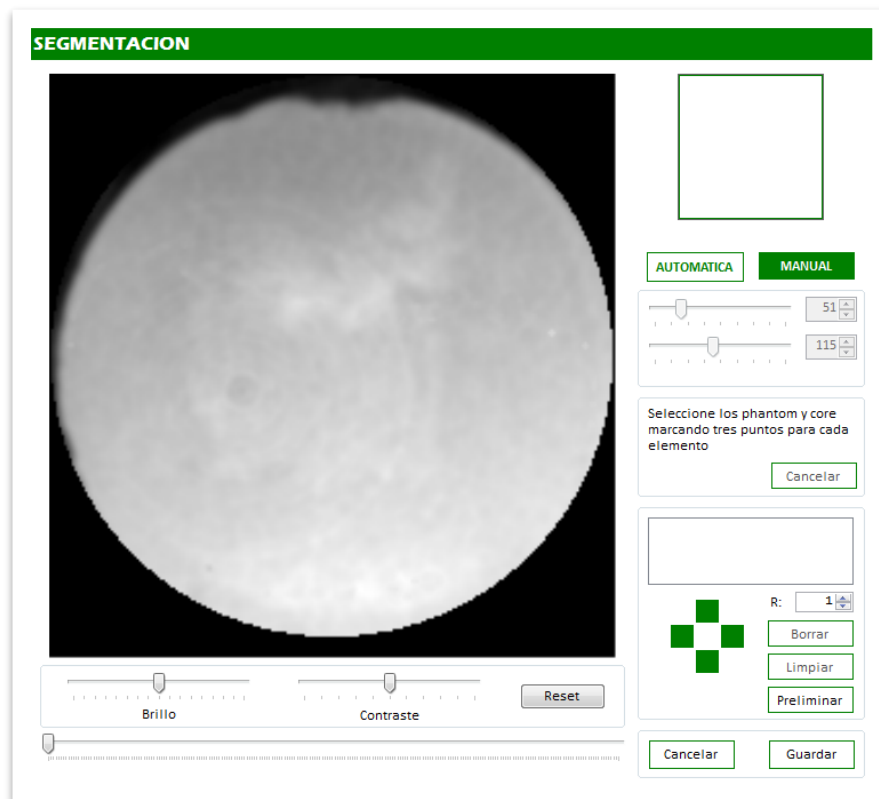 SEGMENTACION
AUTOMATICA
MANUAL
51
115
Seleccione los phantom y core
marcando tres puntos para cada
elemento
Cancelar
R: 1
Borrar
Limpiar
Preliminar
Brillo
Contraste
Reset
Cancelar
Guardar